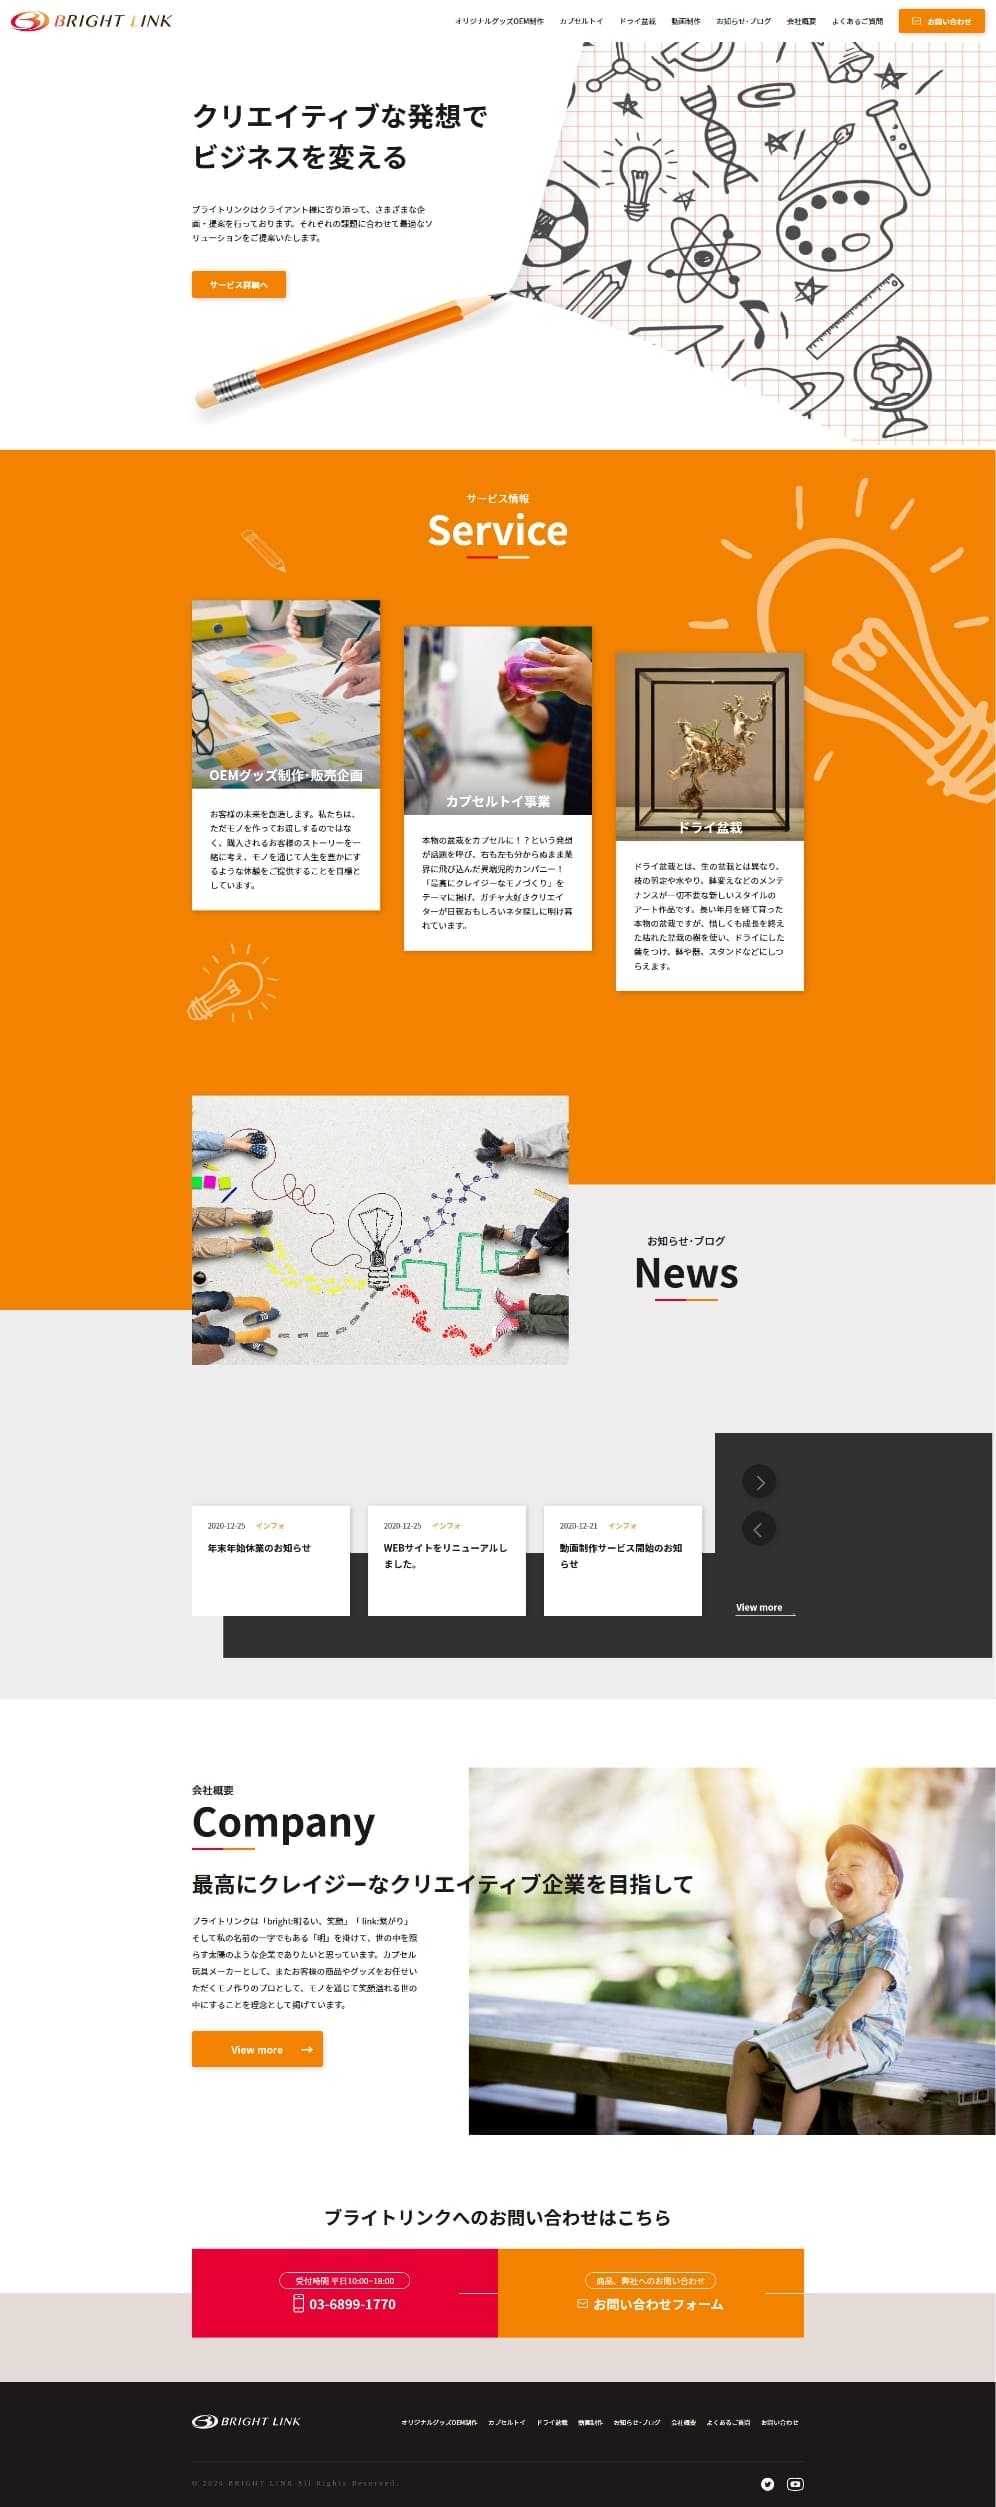 BRIGHT LINK
オリジナルグッズOEM制作 カプセルトイ ドライ盆栽 動画制作 お知らせ・ブログ 会社概要 よくあるご質問 お問い合わせ
クリエイティブな発想で
ビジネスを変える
ブライトリンクはクライアント様に寄り添って、さまざまな企
画・提案を行っております。それぞれの課題に合わせて最適なソ
リューションをご提案いたします。
サービス詳細へ
サービス情報
Service
OEMグッズ制作・販売企画
お客様の未来を創造します。私たちは、
ただモノを作ってお渡しするのではな
く、購入されるお客様のストーリーを一
緒に考え、モノを通じて人生を豊かにす
るような体験をご提供することを目標と
しています。
カプセルトイ事業
本物の盆栽をカプセルに！？という発想
が話題を呼び、右も左も分からぬまま業
界に飛び込んだ異端児的カンパニー！
「最高にクレイジーなモノづくり」を
テーマに掲げ、ガチャ大好きクリエイ
ターが日夜おもしろいネタ探しに明け暮
れています。
ドライ盆栽
ドライ盆栽とは、生の盆栽とは異なり、
枝の剪定や水やり、鉢変えなどのメンテ
ナンスが一切不要な新しいスタイルの
アート作品です。長い年月を経て育った
本物の盆栽ですが、惜しくも成長を終え
た枯れた盆栽の樹を使い、ドライにした
葉をつけ、鉢や器、スタンドなどにしつ
らえます。
お知らせ・ブログ
News
2020-12-25 インフォ
年末年始休業のお知らせ
2020-12-25 インフォ
WEBサイトをリニューアルし
ました。
2020-12-21 インフォ
動画制作サービス開始のお知
らせ
View more
会社概要
Company
最高にクレイジーなクリエイティブ企業を目指して
ブライトリンクは「bright:明るい、笑顔」「 link:繋がり」
そして私の名前の一字でもある「明」を掛けて、世の中を照
らす太陽のような企業でありたいと思っています。カプセル
玩具メーカーとして、またお客様の商品やグッズをお任せい
ただくモノ作りのプロとして、モノを通じて笑顔溢れる世の
中にすることを理念として掲げています。
View more
ブライトリンクへのお問い合わせはこちら
受付時間 平日10:00~18:00
03-6899-1770
商品、弊社へのお問い合わせ
お問い合わせフォーム
BRIGHT LINK
オリジナルグッズOEM制作 カプセルトイ ドライ盆栽 動画制作 お知らせ・ブログ 会社概要 よくあるご質問 お問い合わせ
© 2020 BRIGHT LINK All Rights Reserved.